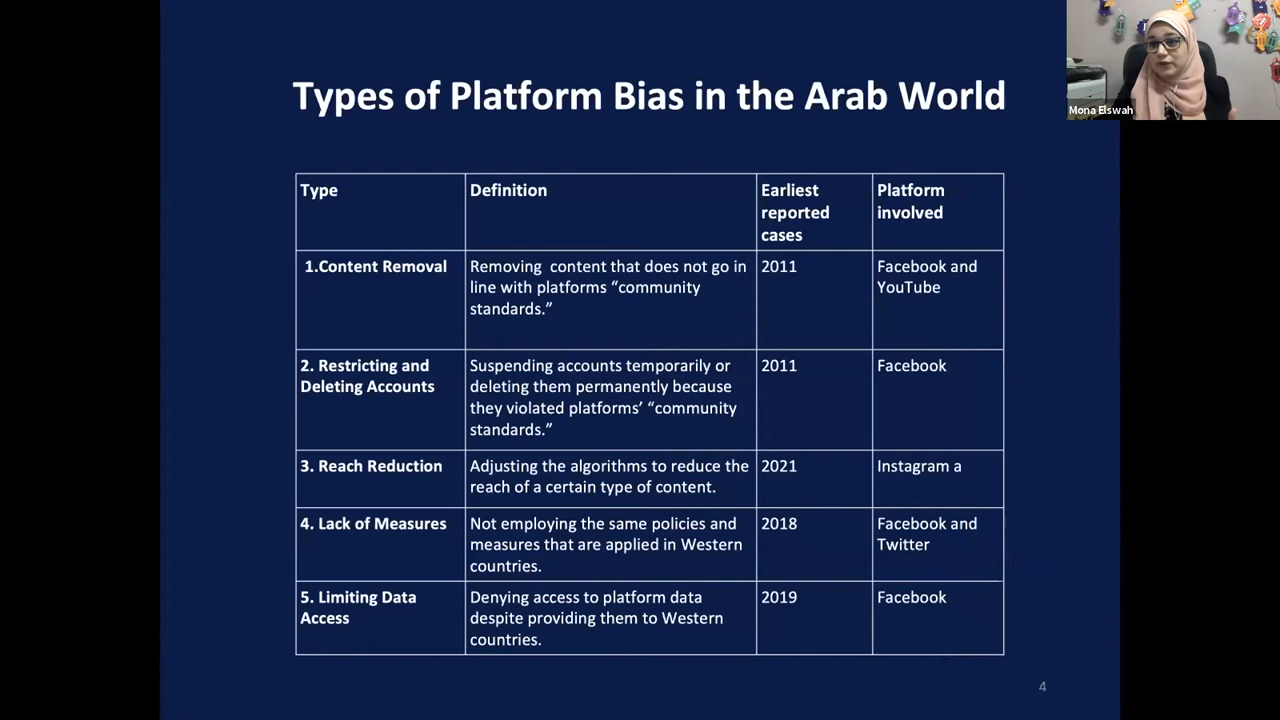 Types of Platform Bias in the Arab World
Mona Elswah
Type
Definition
Earliest
reported
cases
Platform
involved
1.Content Removal
Removing content that does not go in
line with platforms “community
standards.”
2011
Facebook and
YouTube
2. Restricting and
Deleting Accounts
Suspending accounts temporarily or
deleting them permanently because
they violated platforms’ “community
standards.”
2011
Facebook
3. Reach Reduction
Adjusting the algorithms to reduce the
reach of a certain type of content.
2021
Instagram a
4. Lack of Measures
Not employing the same policies and
measures that are applied in Western
countries.
2018
Facebook and
Twitter
5. Limiting Data
Access
Denying access to platform data
despite providing them to Western
countries.
2019
Facebook
4